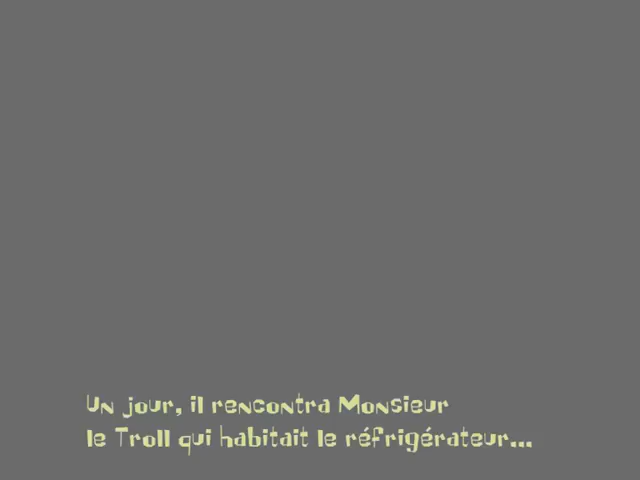 Un jour, il rencontra Monsieur
le Troll qui habitait le réfrigérateur...